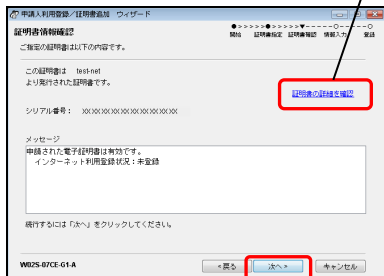 申請人利用登録／証明書追加 ウィザード
証明書情報確認
開始 証明書指定 証明書確認 情報入力 登録
ご指定の証明書は以下の内容です。
この証明書は test-net
より発行された証明書です。
証明書の詳細を確認
シリアル番号： XXXXXXXXXXXXXXXXXXXXXXX
メッセージ
申請された電子証明書は有効です。
インターネット利用登録状況：未登録
続行するには「次へ」をクリックしてください。
W02S-07CE-G1-A
<戻る 次へ> キャンセル